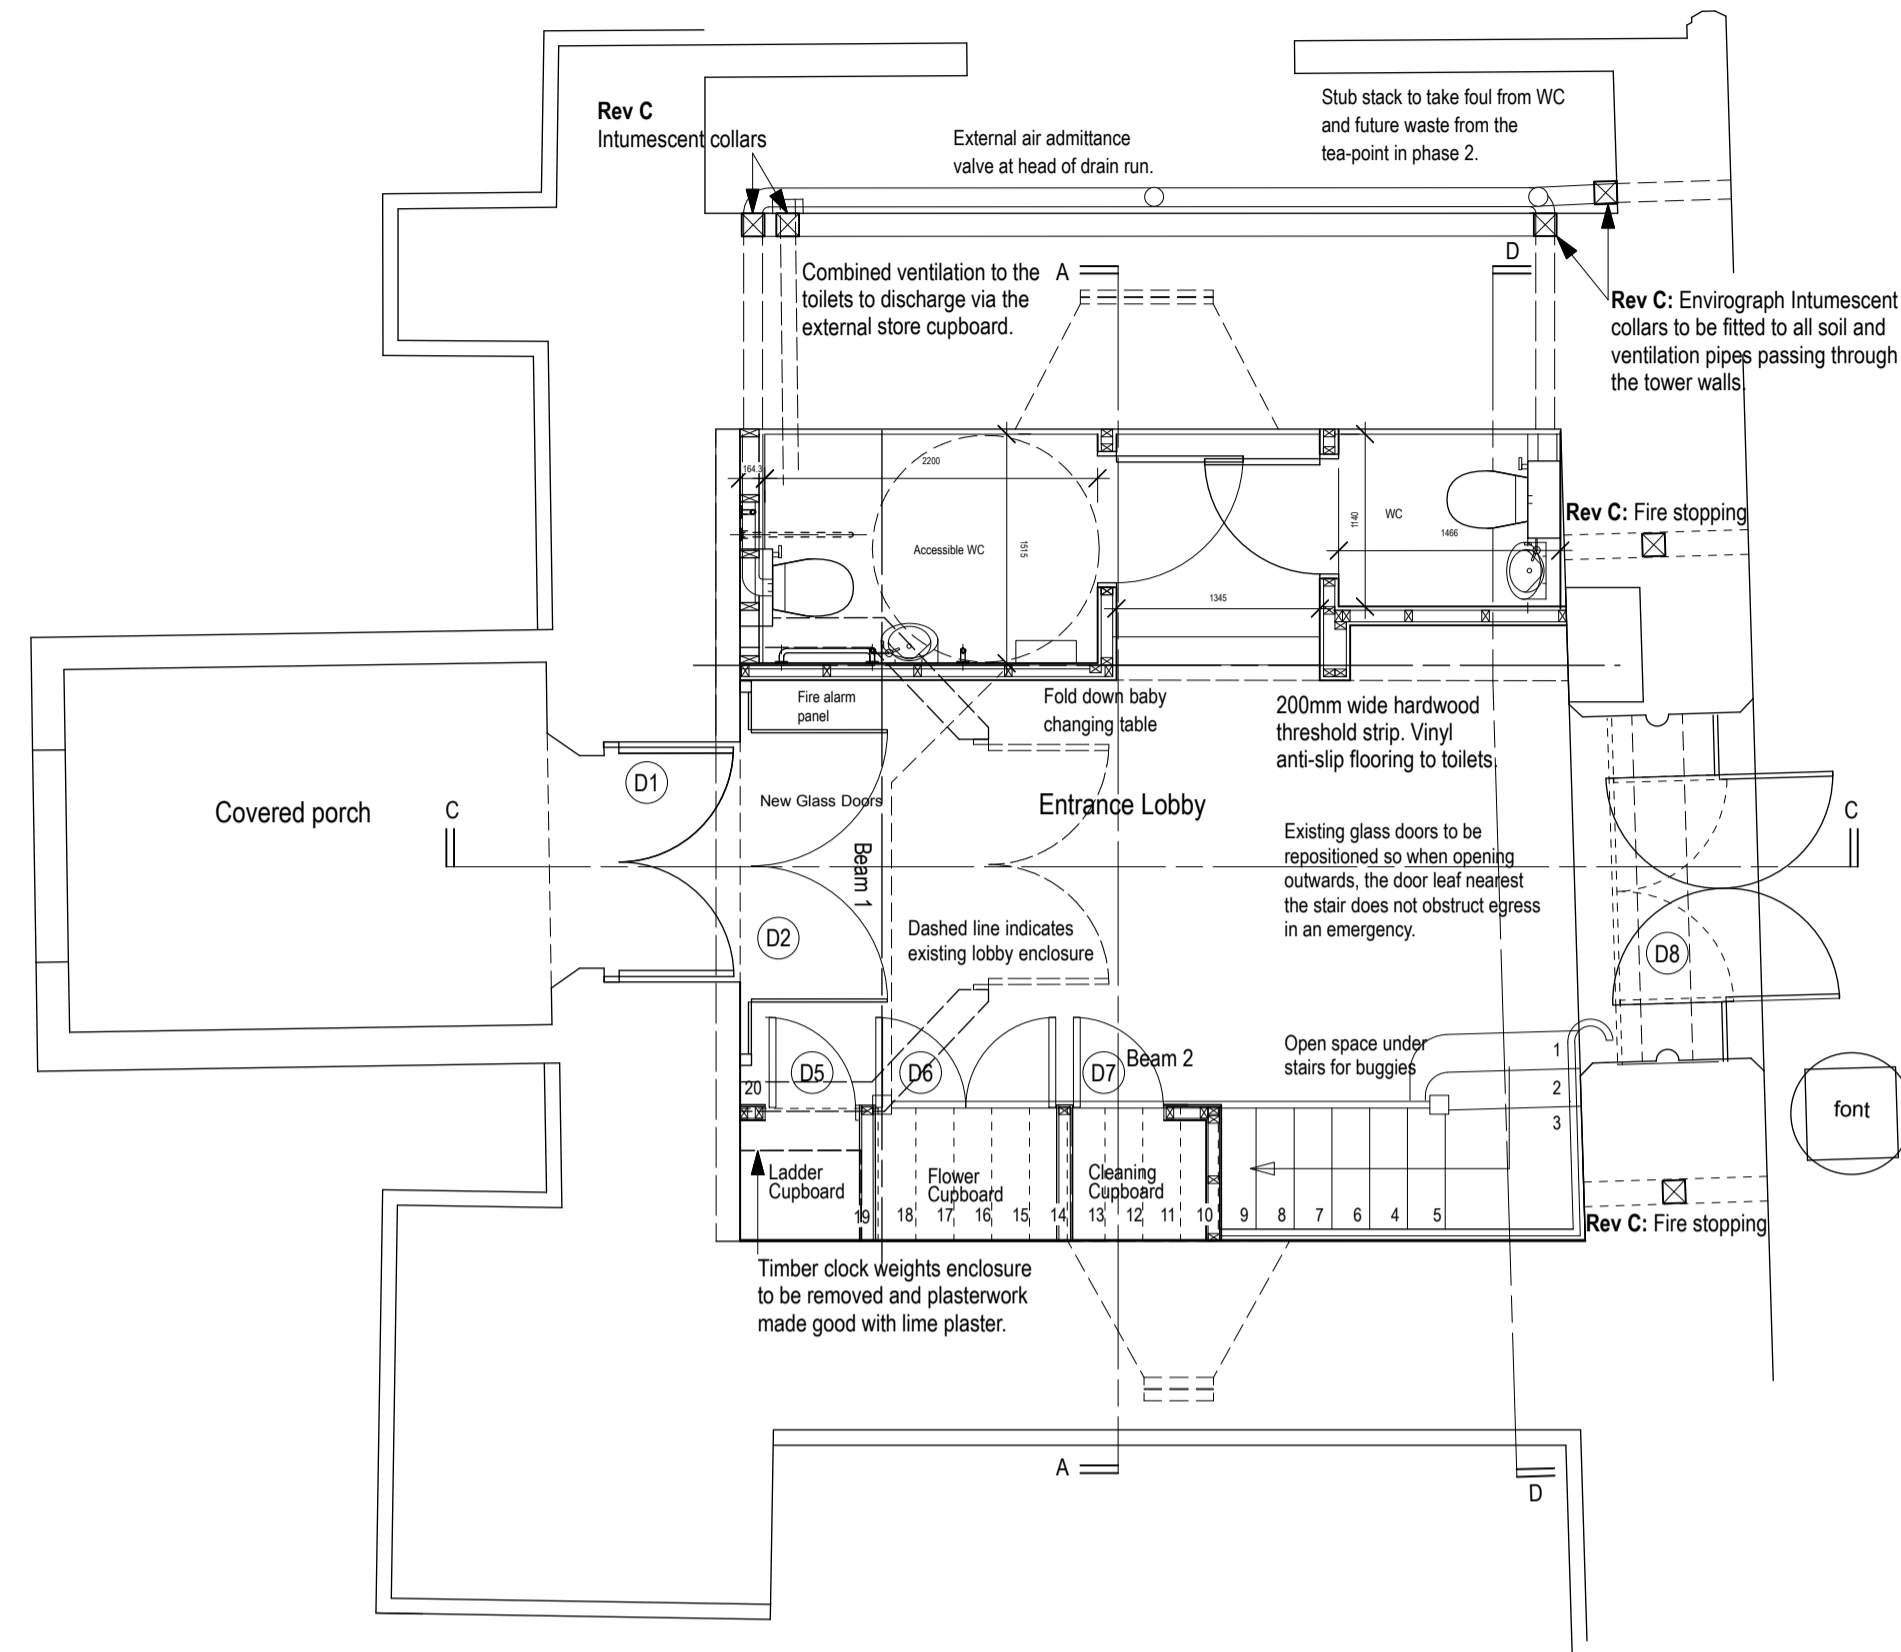 Rev C
Intumescent collars
External air admittance
valve at head of drain run.
Stub stack to take foul from WC
and future waste from the
tea-point in phase 2.
Combined ventilation to the
toilets to discharge via the
external store cupboard.
A
D
Rev C: Envirograph Intumescent
collars to be fitted to all soil and
ventilation pipes passing through
the tower walls.
164.3
2200
Accessible WC
1515
1345
1140
WC
1466
Rev C: Fire stopping
Fire alarm
panel
Fold down baby
changing table
200mm wide hardwood
threshold strip. Vinyl
anti-slip flooring to toilets.
Covered porch
C
D1
New Glass Doors
Entrance Lobby
Beam 1
Existing glass doors to be
repositioned so when opening
outwards, the door leaf nearest
the stair does not obstruct egress
in an emergency.
C
D2
Dashed line indicates
existing lobby enclosure
D8
D5
D6
D7
Beam 2
Open space under
stairs for buggies
1
2
3
20
font
Ladder
Cupboard
Flower
Cupboard
Cleaning
Cupboard
19 18 17 16 15 14 13 12 11 10 9 8 7 6 4 5
Rev C: Fire stopping
Timber clock weights enclosure
to be removed and plasterwork
made good with lime plaster.
A
D